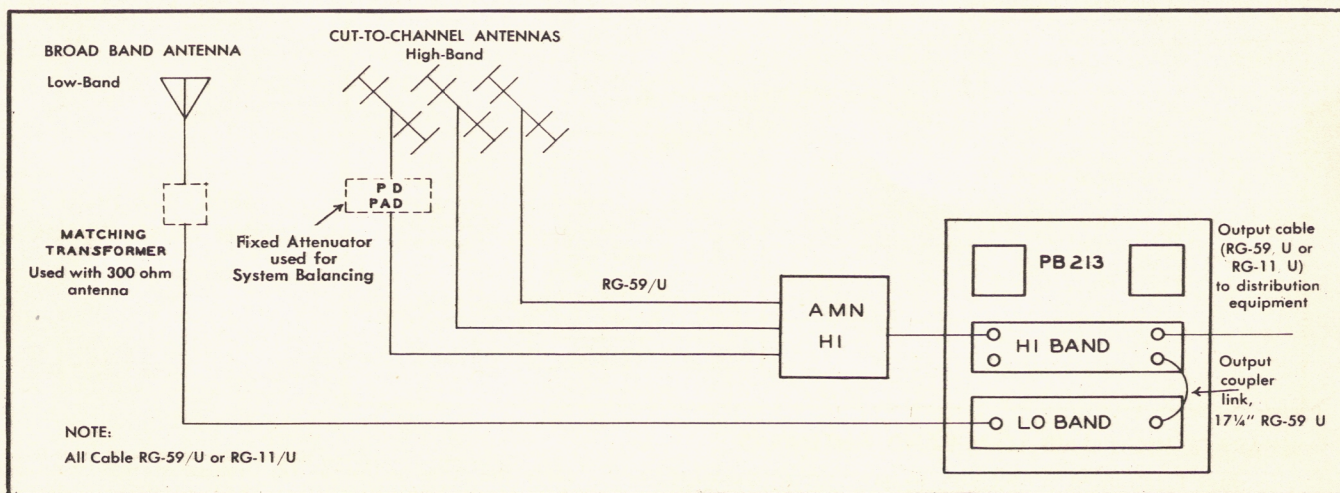 BROAD BAND ANTENNA
Low-Band
CUT-TO-CHANNEL ANTENNAS
High-Band
PD
PAD
MATCHING
TRANSFORMER
Used with 300 ohm
antenna
Fixed Attenuator
used for
System Balancing
RG-59/U
AMN
HI
PB 213
HI BAND
LO BAND
Output cable
(RG-59 U or
RG-11 U)
to distribution
equipment
Output
coupler
link,
17¼" RG-59 U
NOTE:
All Cable RG-59/U or RG-11/U